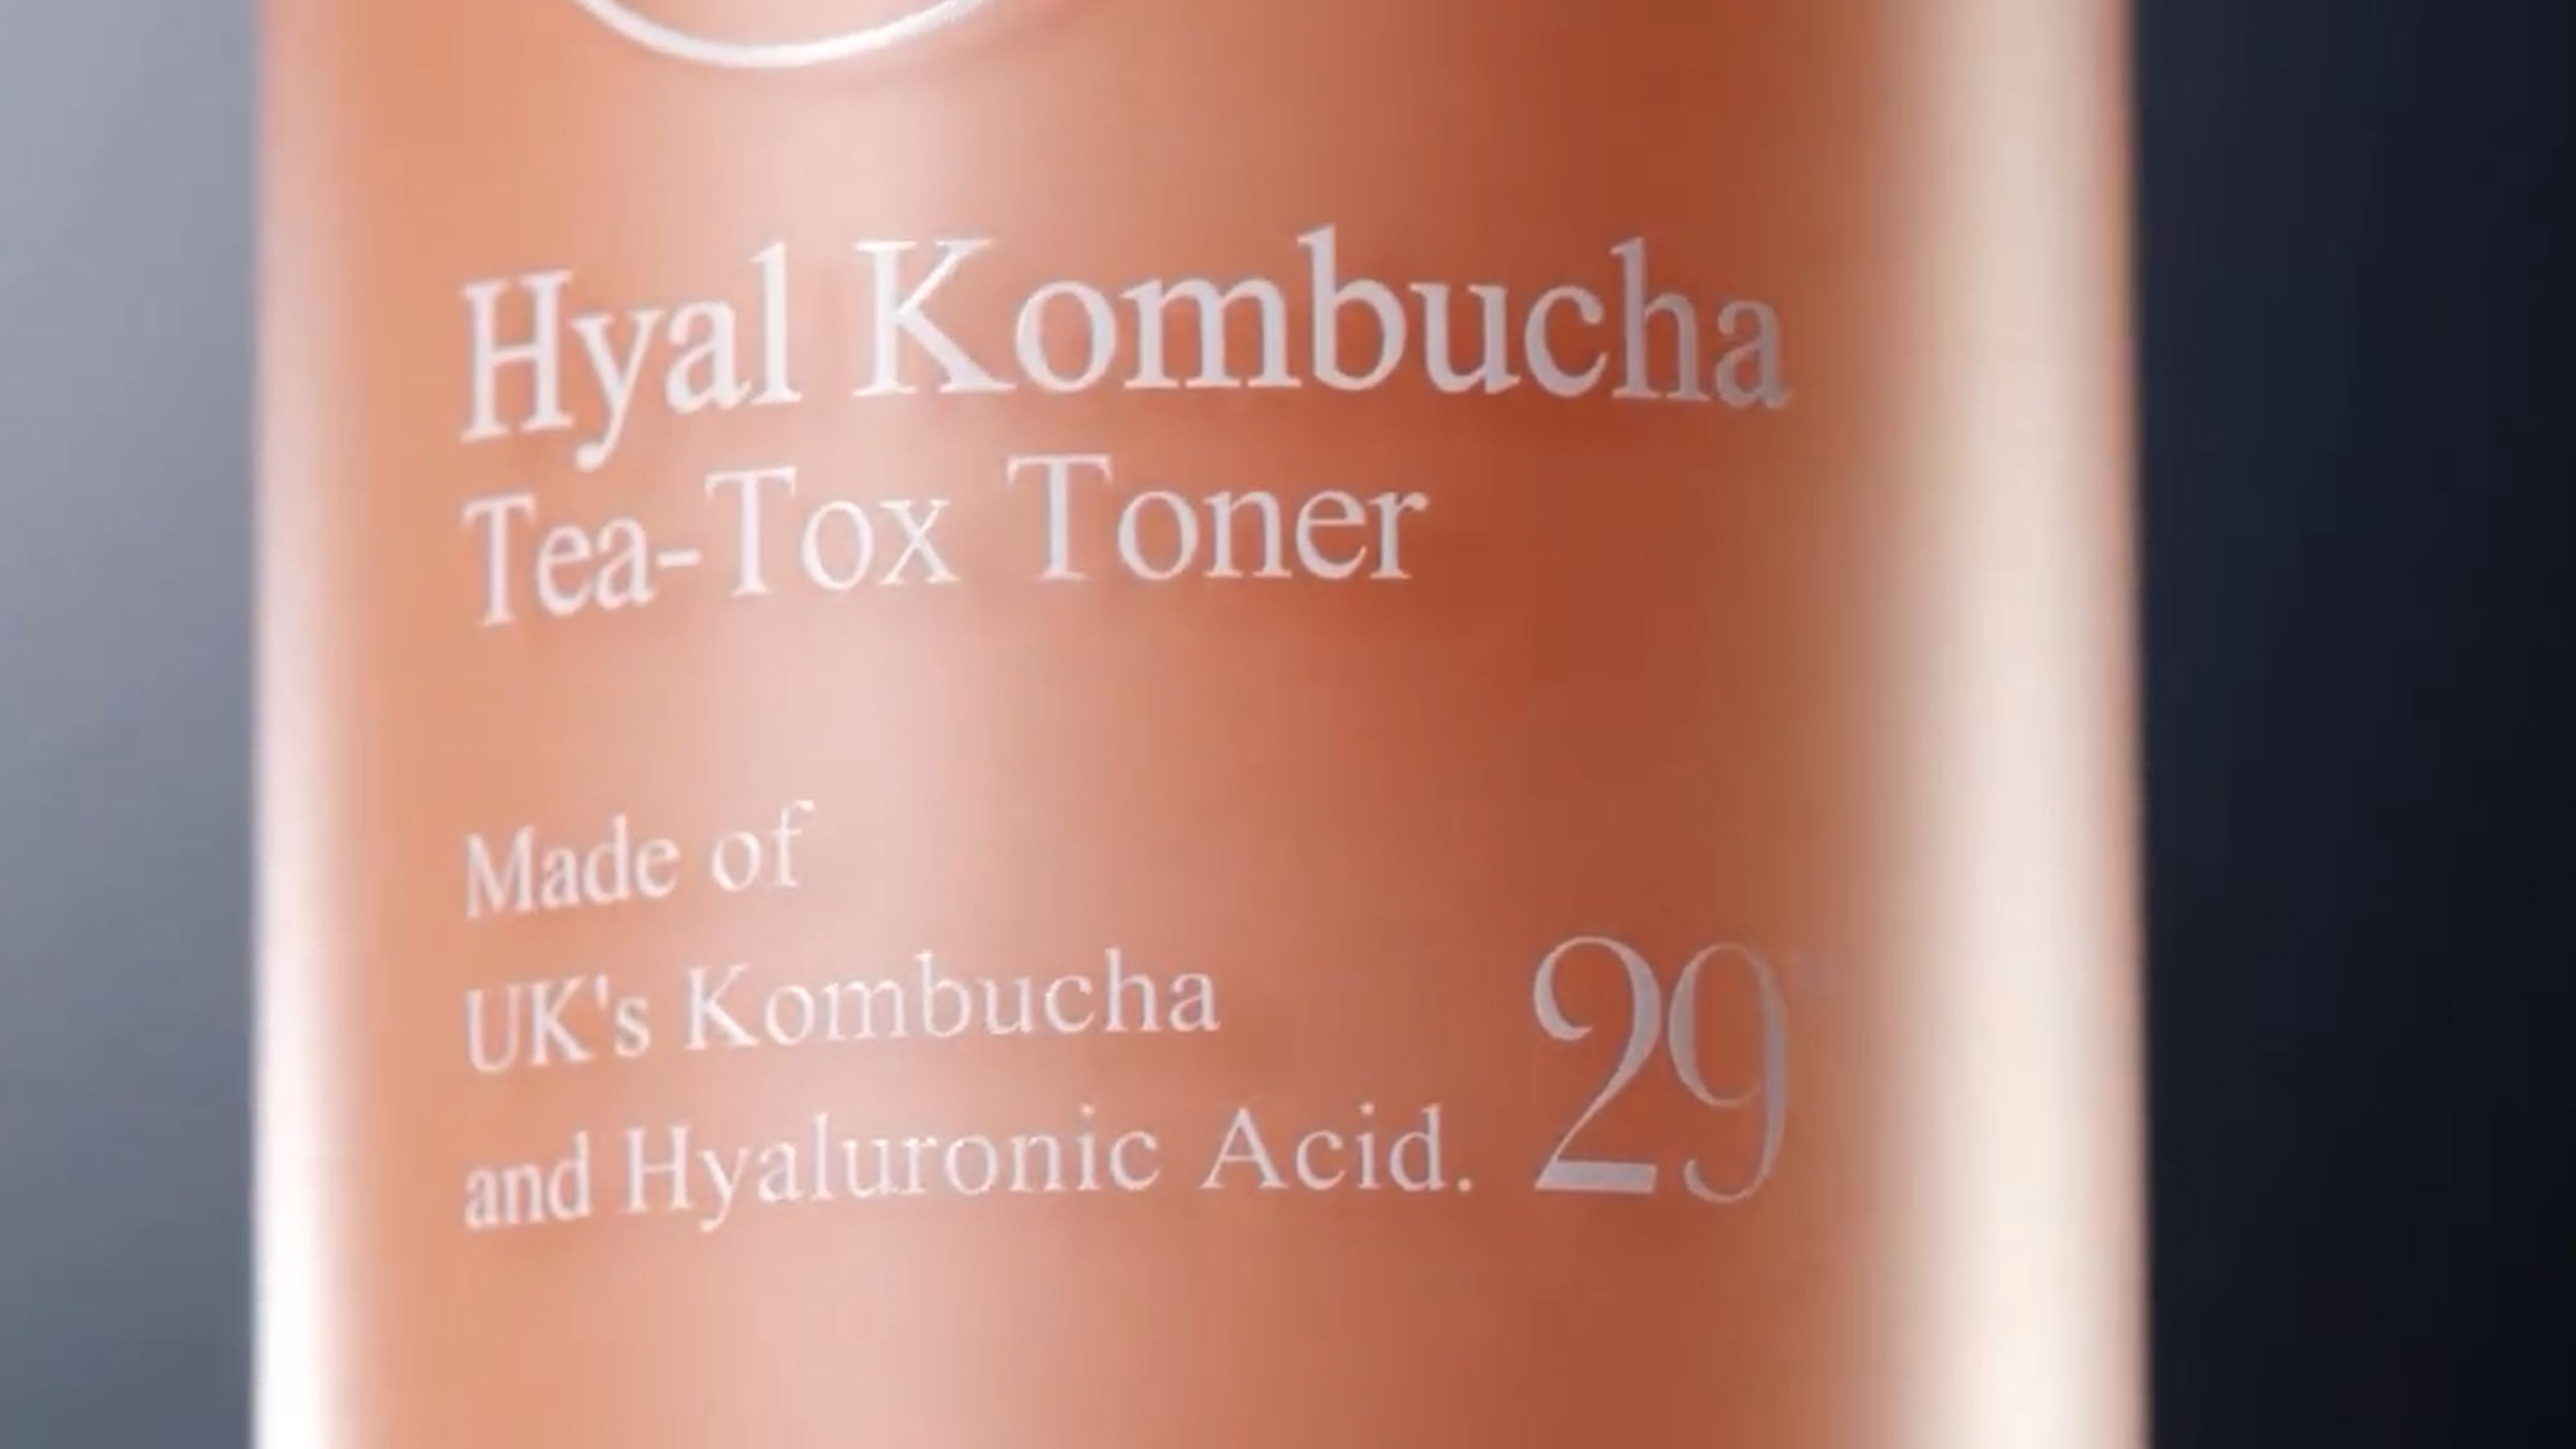 Hyal Kombucha
Tea-Tox Toner
Made of
UK's Kombucha
and Hyaluronic Acid.
29